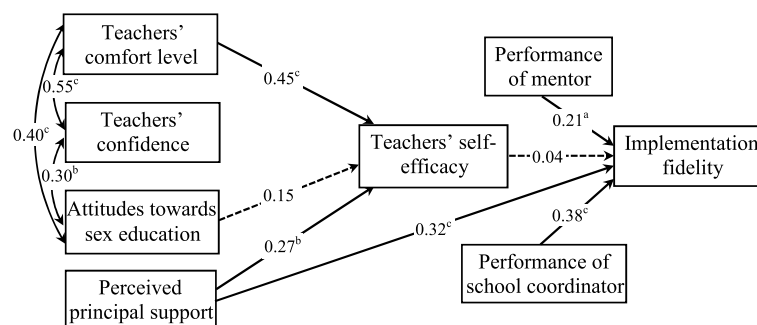 Teachers'
comfort level
Performance
of mentor
0.45ᶜ
0.55ᶜ
0.21ᵃ
0.40ᶜ
Teachers'
confidence
Teachers' self-
efficacy
0.04
Implementation
fidelity
0.30ᵇ
0.15
Attitudes towards
sex education
0.32ᶜ
0.38ᶜ
0.27ᵇ
Perceived
principal support
Performance of
school coordinator